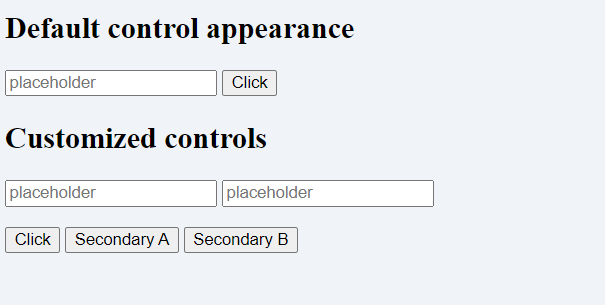 Default control appearance
placeholder Click
Customized controls
placeholder placeholder
Click Secondary A Secondary B